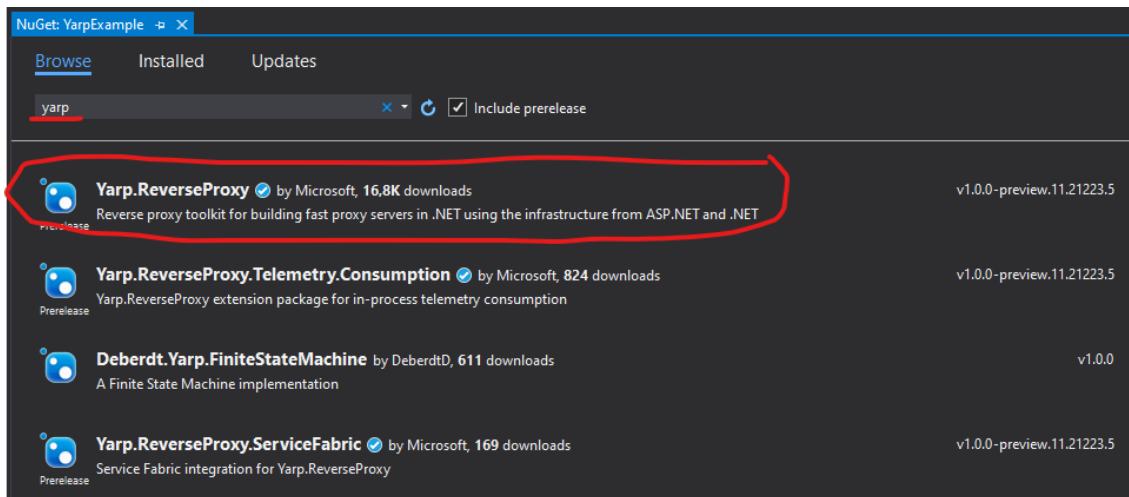 NuGet: YarpExample
Browse Installed Updates
yarp Include prerelease
Yarp.ReverseProxy by Microsoft, 16,8K downloads v1.0.0-preview.11.21223.5
Reverse proxy toolkit for building fast proxy servers in .NET using the infrastructure from ASP.NET and .NET
Prerelease
Yarp.ReverseProxy.Telemetry.Consumption by Microsoft, 824 downloads v1.0.0-preview.11.21223.5
Yarp.ReverseProxy extension package for in-process telemetry consumption
Prerelease
Deberdt.Yarp.FiniteStateMachine by DeberdtD, 611 downloads v1.0.0
A Finite State Machine implementation
Yarp.ReverseProxy.ServiceFabric by Microsoft, 169 downloads v1.0.0-preview.11.21223.5
Service Fabric integration for Yarp.ReverseProxy
Prerelease